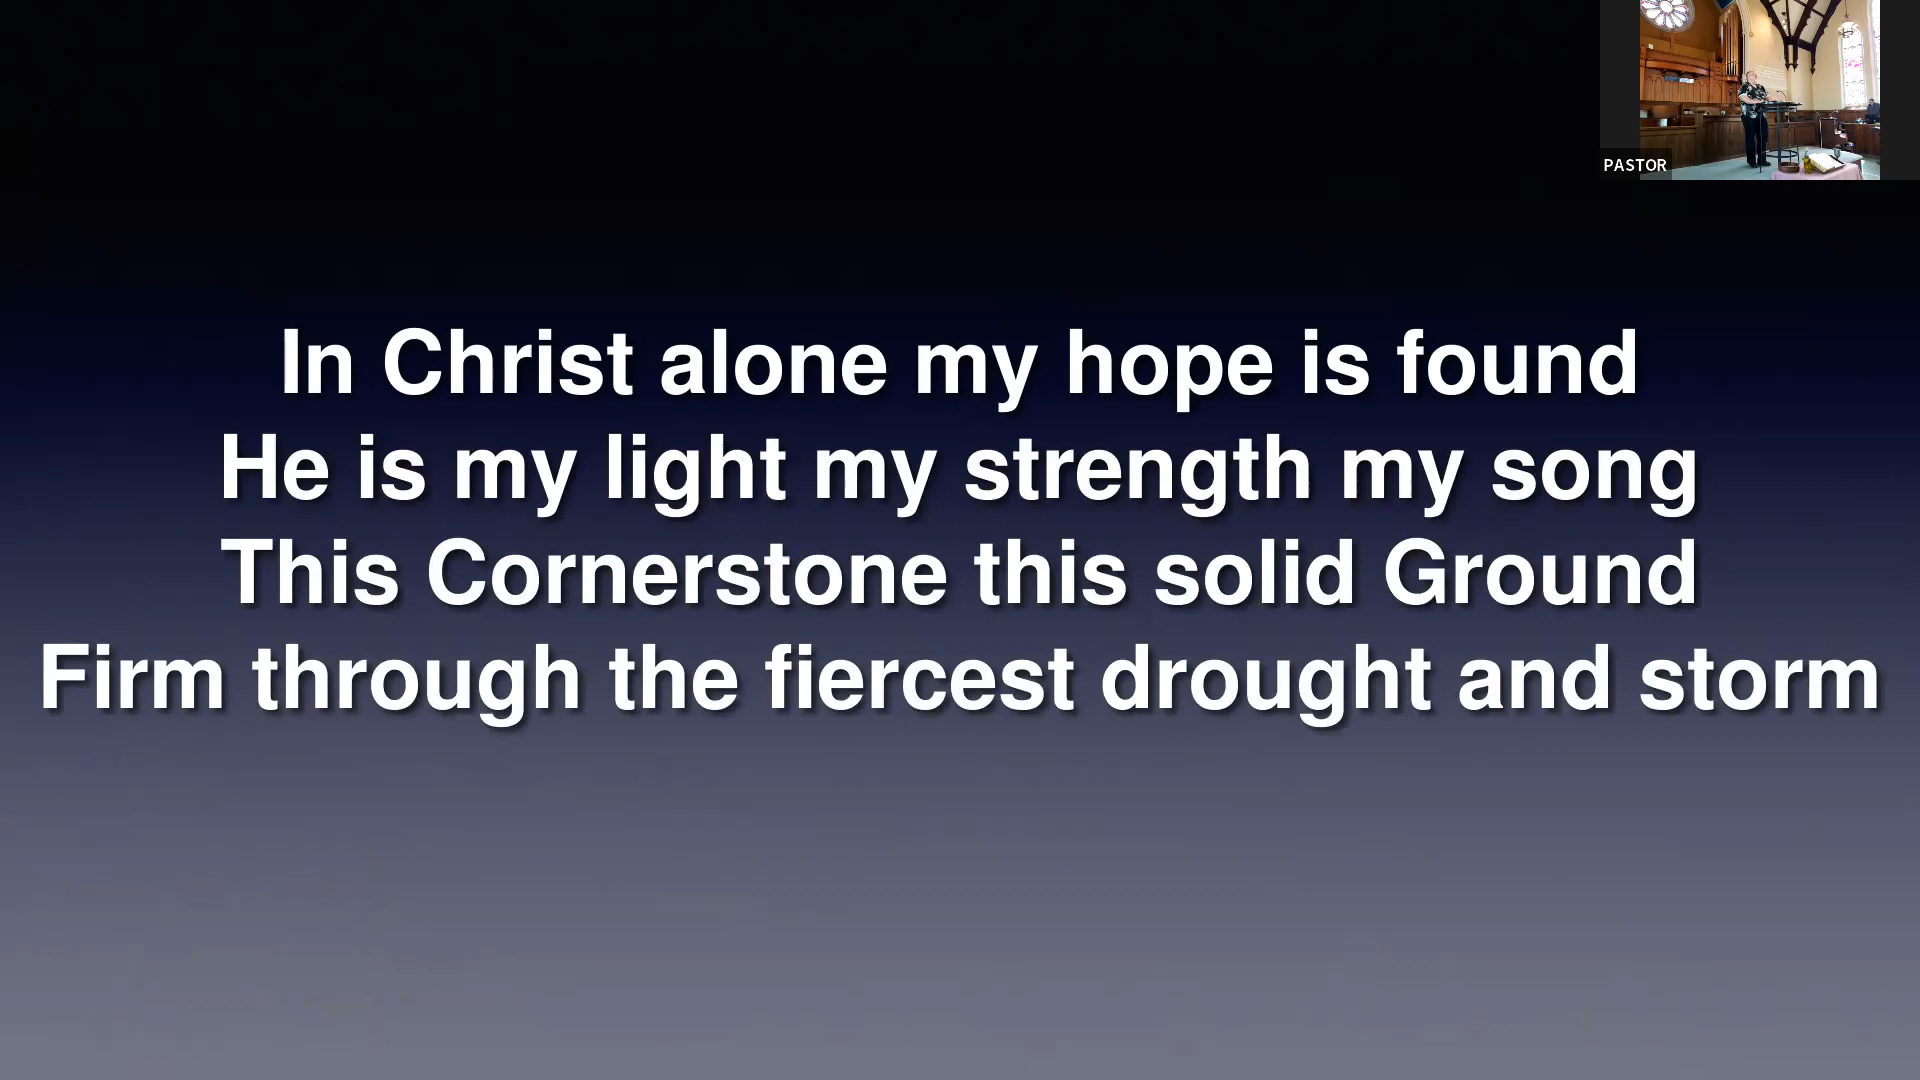 PASTOR
In Christ alone my hope is found
He is my light my strength my song
This Cornerstone this solid Ground
Firm through the fiercest drought and storm